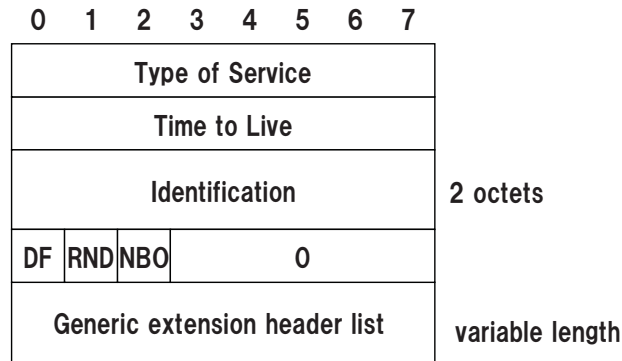 0 1 2 3 4 5 6 7
Type of Service
Time to Live
Identification 2 octets
DF RND NBO 0
Generic extension header list variable length